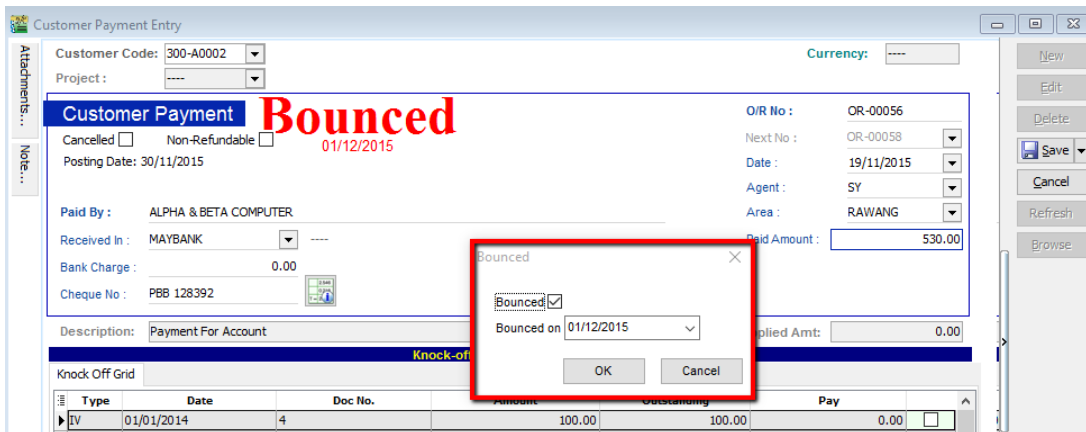 Customer Payment Entry
Attachments...
Note...
Customer Code: 300-A0002
Currency: ----
Project : ----
Customer Payment
Bounced
01/12/2015
Cancelled
Non-Refundable
Posting Date: 30/11/2015
O/R No : OR-00056
Next No : OR-00058
Date : 19/11/2015
Agent : SY
Paid By : ALPHA & BETA COMPUTER
Area : RAWANG
Received In : MAYBANK ----
Paid Amount : 530.00
Bank Charge : 0.00
Cheque No : PBB 128392
Description: Payment For Account
plied Amt: 0.00
Knock-of
Knock Off Grid
Type Date Doc No. Amount Outstanding Pay
IV 01/01/2014 4 100.00 100.00 0.00
Bounced
Bounced
Bounced on 01/12/2015
OK Cancel
New
Edit
Delete
Save
Cancel
Refresh
Browse